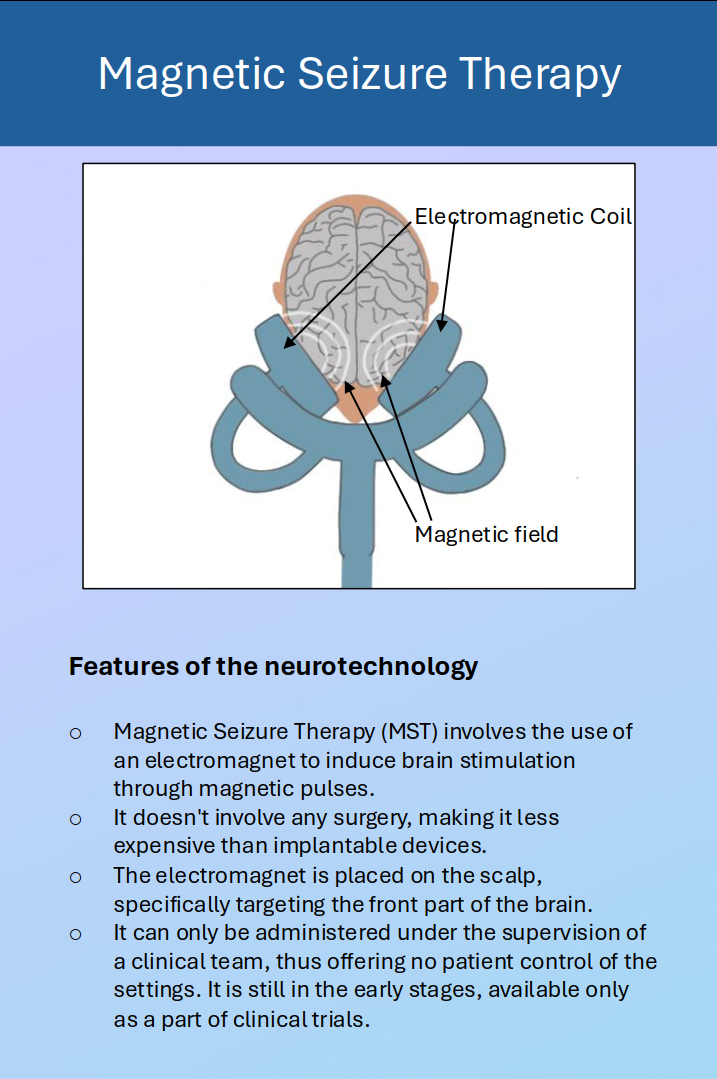 Magnetic Seizure Therapy
Electromagnetic Coil
Magnetic field
Features of the neurotechnology
o Magnetic Seizure Therapy (MST) involves the use of
an electromagnet to induce brain stimulation
through magnetic pulses.
o It doesn't involve any surgery, making it less
expensive than implantable devices.
o The electromagnet is placed on the scalp,
specifically targeting the front part of the brain.
o It can only be administered under the supervision of
a clinical team, thus offering no patient control of the
settings. It is still in the early stages, available only
as a part of clinical trials.